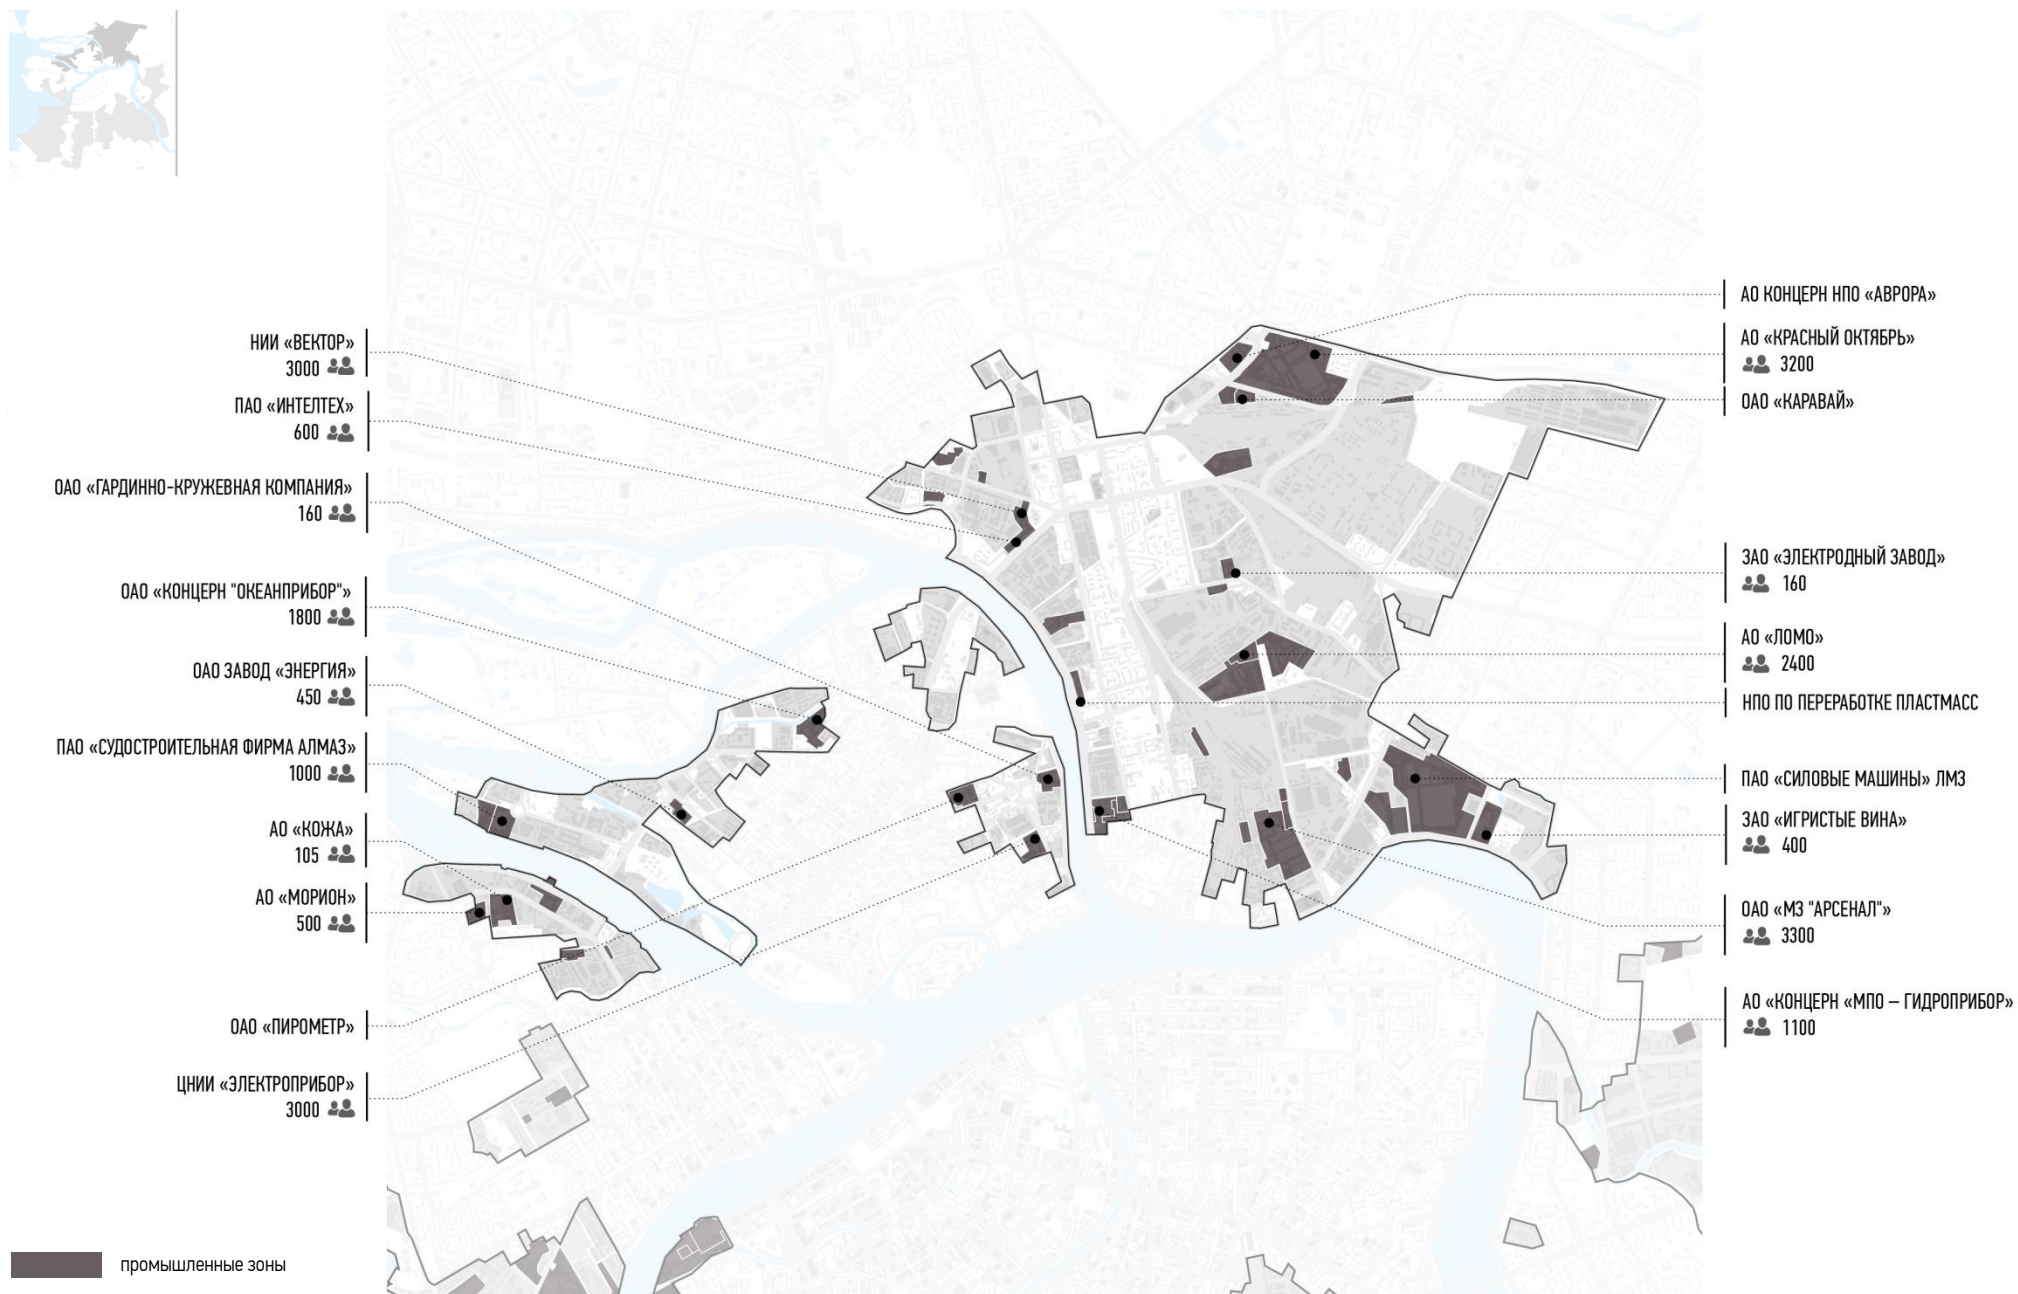 НИИ «ВЕКТОР»
3000
ПАО «ИНТЕЛТЕХ»
600
ОАО «ГАРДИННО-КРУЖЕВНАЯ КОМПАНИЯ»
160
ОАО «КОНЦЕРН "ОКЕАНПРИБОР"»
1800
ОАО ЗАВОД «ЭНЕРГИЯ»
450
ПАО «СУДОСТРОИТЕЛЬНАЯ ФИРМА АЛМАЗ»
1000
АО «КОЖА»
105
АО «МОРИОН»
500
ОАО «ПИРОМЕТР»
ЦНИИ «ЭЛЕКТРОПРИБОР»
3000
АО КОНЦЕРН НПО «АВРОРА»
АО «КРАСНЫЙ ОКТЯБРЬ»
3200
ОАО «КАРАВАЙ»
ЗАО «ЭЛЕКТРОДНЫЙ ЗАВОД»
160
АО «ЛОМО»
2400
НПО ПО ПЕРЕРАБОТКЕ ПЛАСТМАСС
ПАО «СИЛОВЫЕ МАШИНЫ» ЛМЗ
ЗАО «ИГРИСТЫЕ ВИНА»
400
ОАО «МЗ "АРСЕНАЛ"»
3300
АО «КОНЦЕРН «МПО – ГИДРОПРИБОР»
1100
промышленные зоны